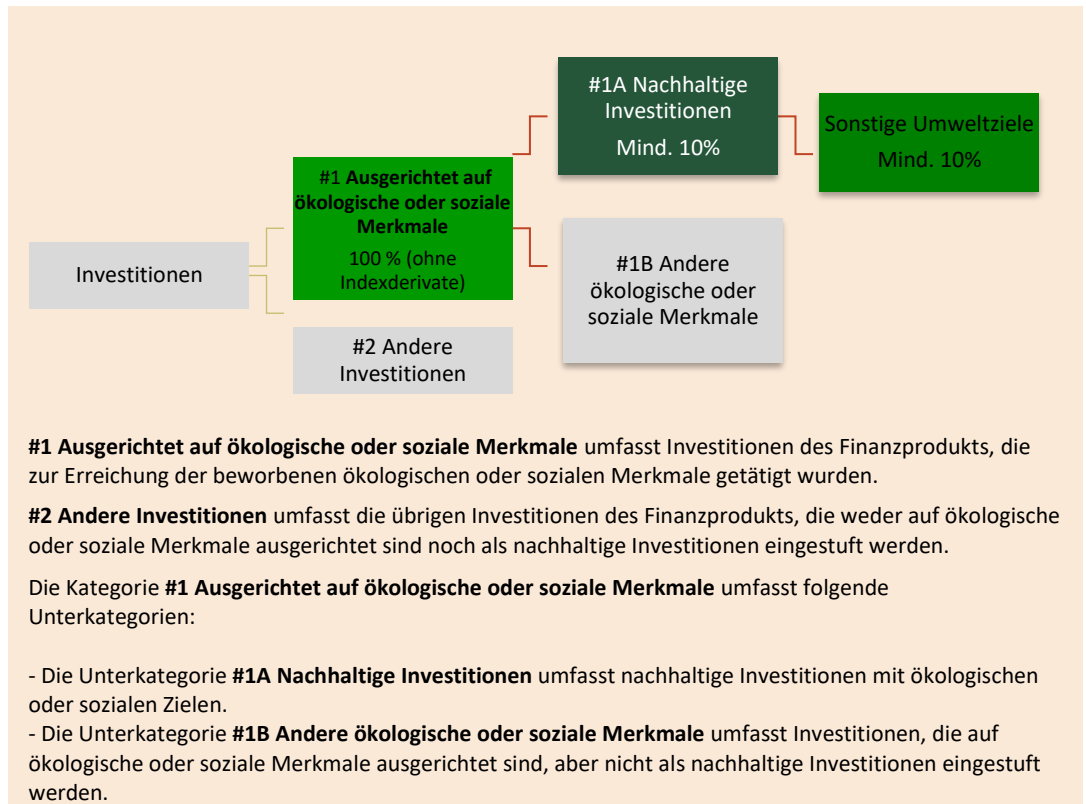 #1A Nachhaltige
Investitionen
Mind. 10%
Sonstige Umweltziele
Mind. 10%
#1 Ausgerichtet auf
ökologische oder soziale
Merkmale
100 % (ohne
Indexderivate)
Investitionen
#1B Andere
ökologische oder
soziale Merkmale
#2 Andere
Investitionen
#1 Ausgerichtet auf ökologische oder soziale Merkmale umfasst Investitionen des Finanzprodukts, die
zur Erreichung der beworbenen ökologischen oder sozialen Merkmale getätigt wurden.
#2 Andere Investitionen umfasst die übrigen Investitionen des Finanzprodukts, die weder auf ökologische
oder soziale Merkmale ausgerichtet sind noch als nachhaltige Investitionen eingestuft werden.
Die Kategorie #1 Ausgerichtet auf ökologische oder soziale Merkmale umfasst folgende
Unterkategorien:
- Die Unterkategorie #1A Nachhaltige Investitionen umfasst nachhaltige Investitionen mit ökologischen
oder sozialen Zielen.
- Die Unterkategorie #1B Andere ökologische oder soziale Merkmale umfasst Investitionen, die auf
ökologische oder soziale Merkmale ausgerichtet sind, aber nicht als nachhaltige Investitionen eingestuft
werden.